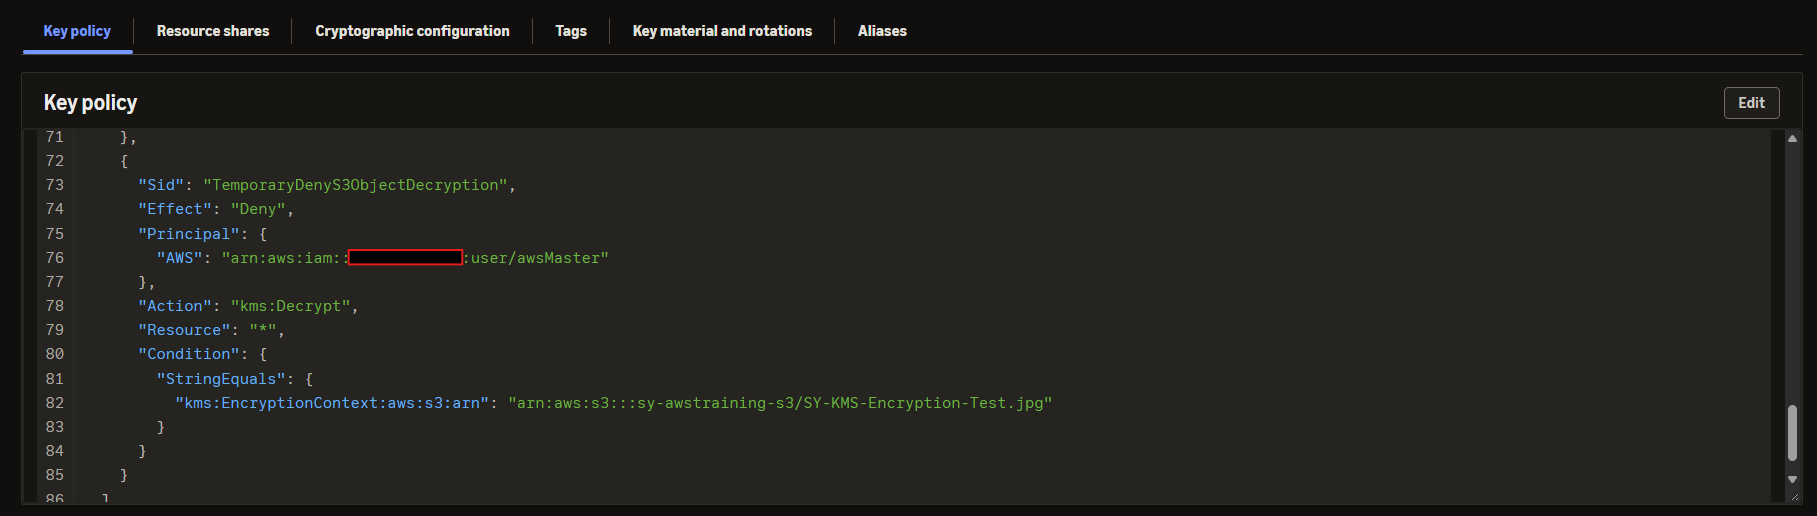 Key policy
Resource shares
Cryptographic configuration
Tags
Key material and rotations
Aliases
Key policy
Edit
71 },
72 {
73 "Sid": "TemporaryDenyS3ObjectDecryption",
74 "Effect": "Deny",
75 "Principal": {
76 "AWS": "arn:aws:iam:: :user/awsMaster"
77 },
78 "Action": "kms:Decrypt",
79 "Resource": "*",
80 "Condition": {
81 "StringEquals": {
82 "kms:EncryptionContext:aws:s3:arn": "arn:aws:s3:::sy-awstraining-s3/SY-KMS-Encryption-Test.jpg"
83 }
84 }
85 }
86 ]